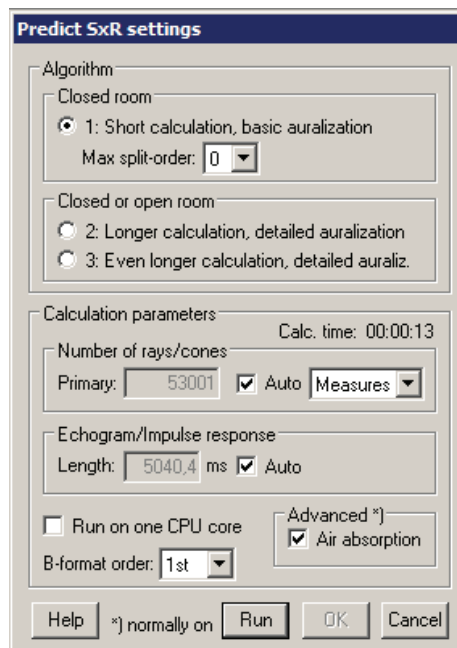 Predict SxR settings
Algorithm
Closed room
1: Short calculation, basic auralization
Max split-order: 0
Closed or open room
2: Longer calculation, detailed auralization
3: Even longer calculation, detailed auraliz.
Calculation parameters
Calc. time: 00:00:13
Number of rays/cones
Primary: 53001 Auto Measures
Echogram/Impulse response
Length: 5040,4 ms Auto
Run on one CPU core
Advanced *)
Air absorption
B-format order: 1st
Help *) normally on Run OK Cancel